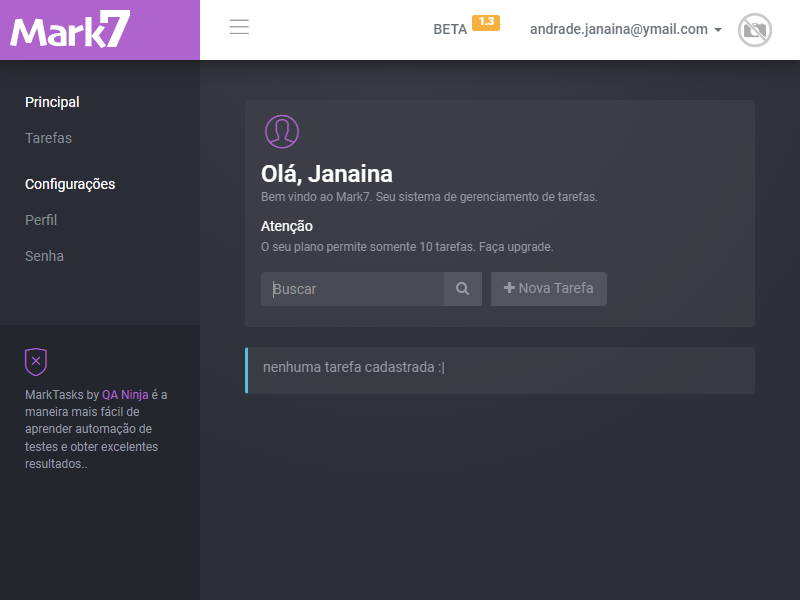 Mark7
BETA 1.3
andrade.janaina@ymail.com
Principal
Tarefas
Configurações
Perfil
Senha
MarkTasks by QA Ninja é a
maneira mais fácil de
aprender automação de
testes e obter excelentes
resultados..
Olá, Janaina
Bem vindo ao Mark7. Seu sistema de gerenciamento de tarefas.
Atenção
O seu plano permite somente 10 tarefas. Faça upgrade.
Buscar
Nova Tarefa
nenhuma tarefa cadastrada :|